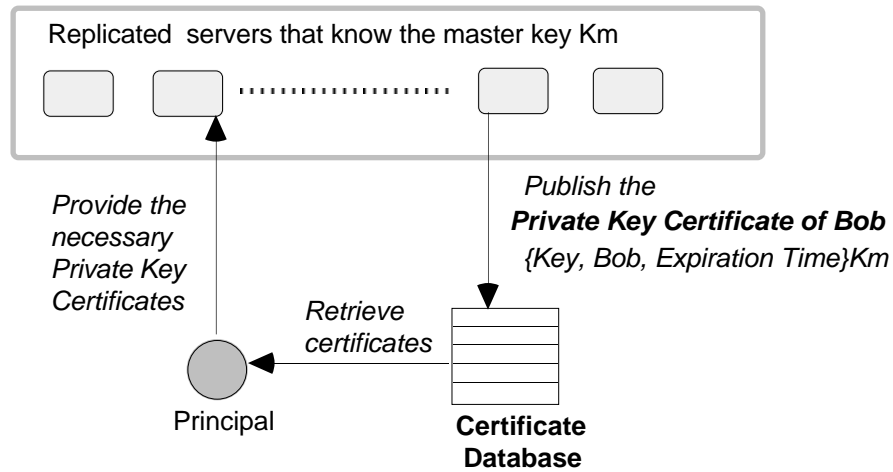 Replicated servers that know the master key Km
Provide the
necessary
Private Key
Certificates
Publish the
Private Key Certificate of Bob
{Key, Bob, Expiration Time}Km
Retrieve
certificates
Principal
Certificate
Database